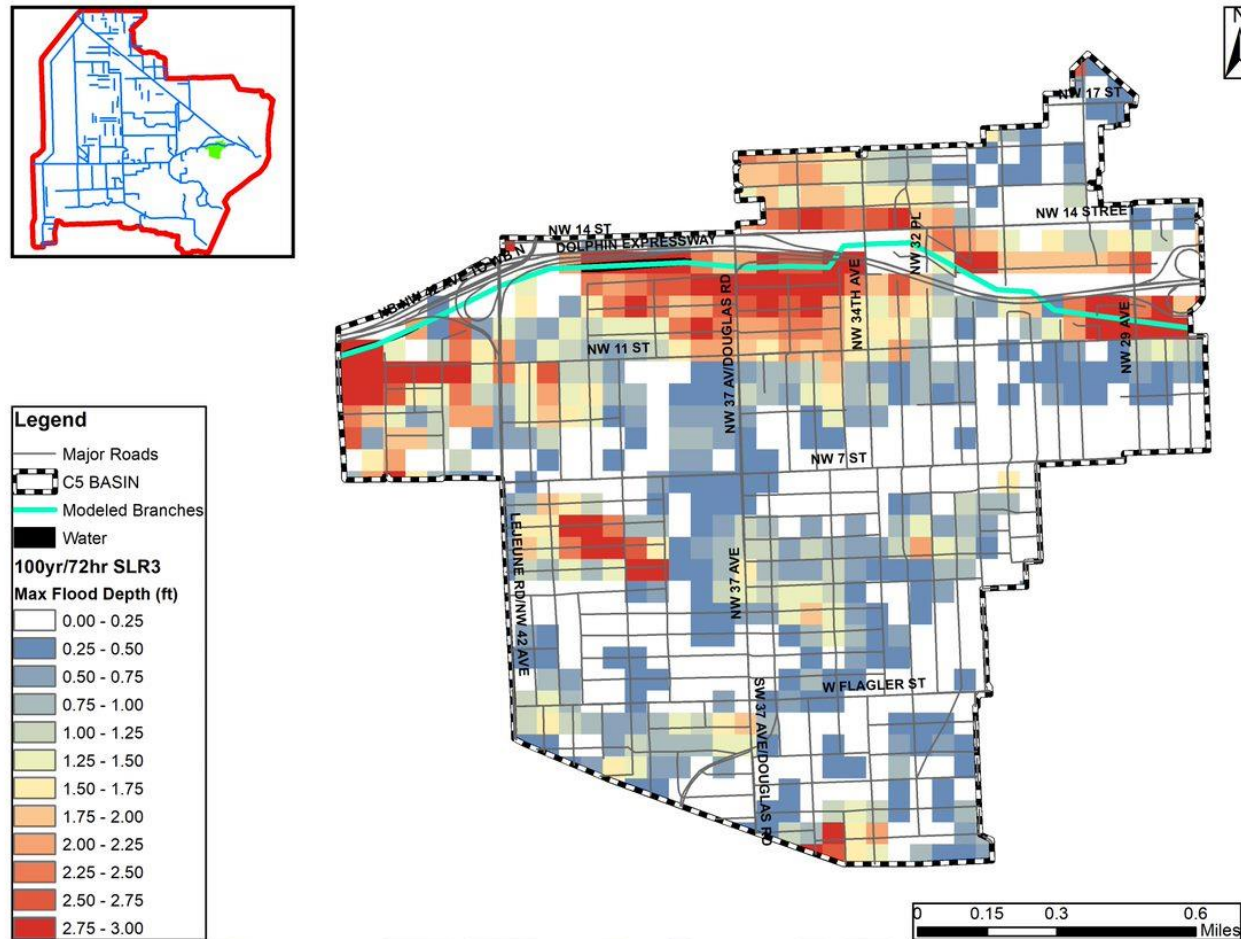 N
NW 17 ST
NW 14 STREET
NW 14 ST
DOLPHIN EXPRESSWAY
NW 32 PL
NW 37 AV/DOUGLAS RD
NW 34TH AVE
NW 29 AVE
NW 11 ST
NW 7 ST
LEJEUNE RD/NW 42 AVE
NW 37 AVE
W FLAGLER ST
SW 37 AVE/DOUGLAS RD
Legend
Major Roads
C5 BASIN
Modeled Branches
Water
100yr/72hr SLR3
Max Flood Depth (ft)
0.00 - 0.25
0.25 - 0.50
0.50 - 0.75
0.75 - 1.00
1.00 - 1.25
1.25 - 1.50
1.50 - 1.75
1.75 - 2.00
2.00 - 2.25
2.25 - 2.50
2.50 - 2.75
2.75 - 3.00
0 0.15 0.3 0.6
Miles